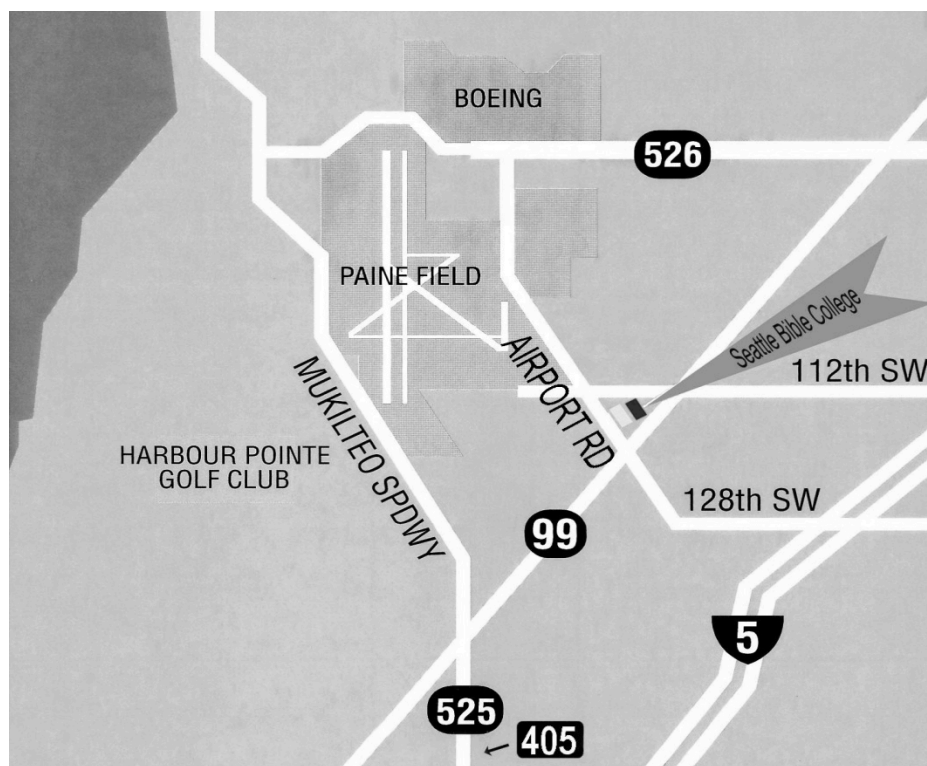 BOEING
526
PAINE FIELD
Seattle Bible College
AIRPORT RD
112th SW
MUKILTEO SPDWY
HARBOUR POINTE
GOLF CLUB
128th SW
99
5
525
405